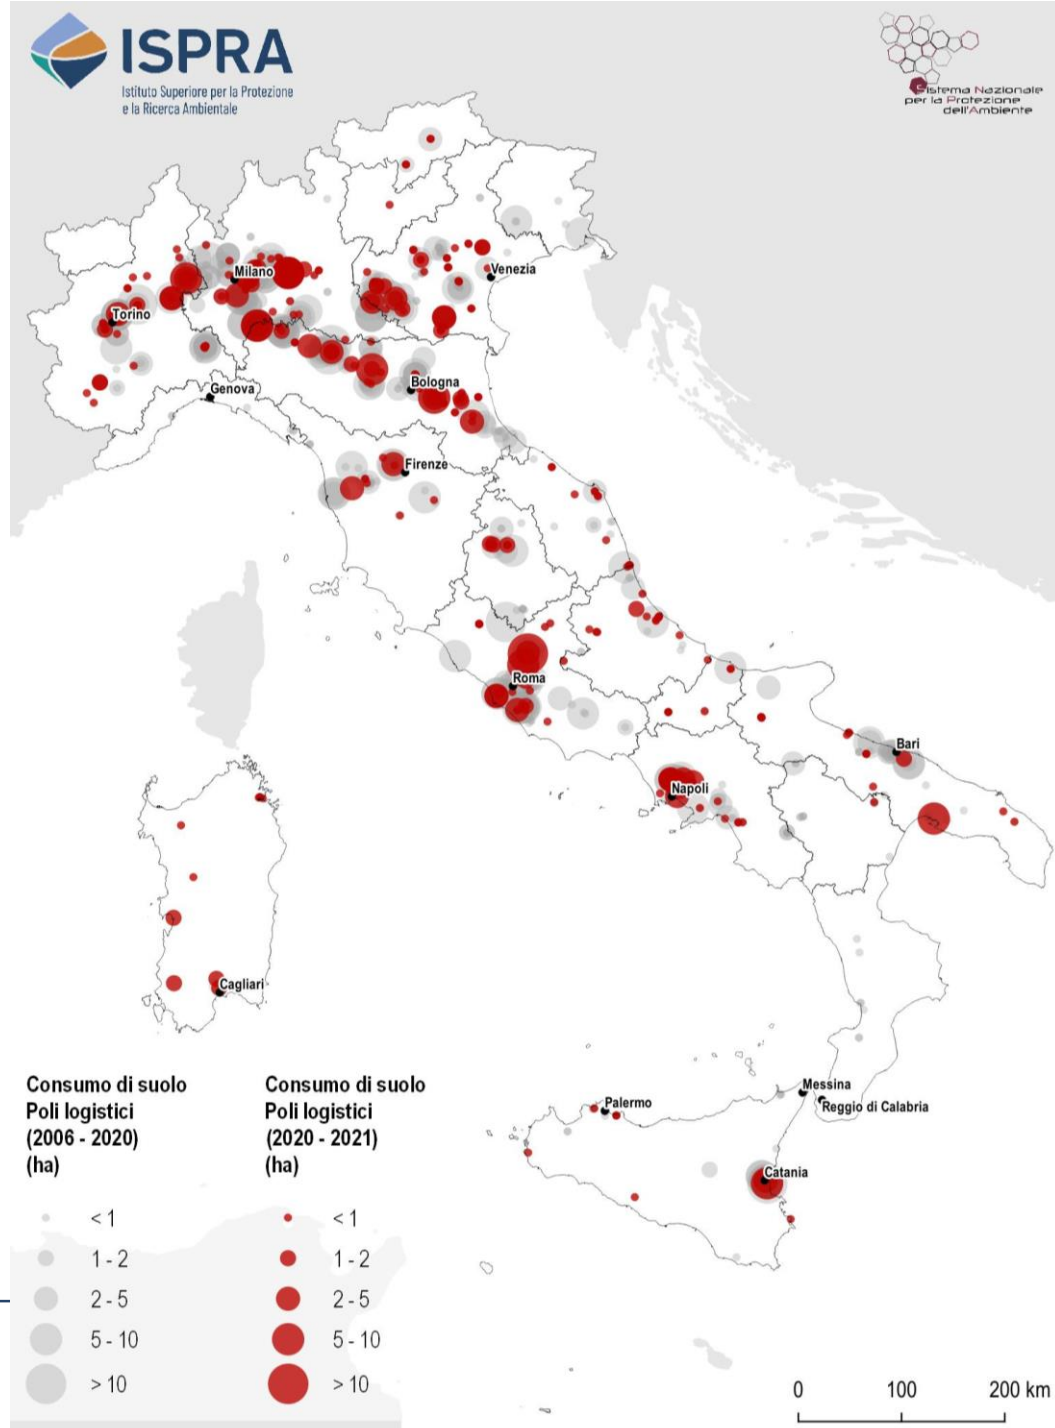 ISPRA
Istituto Superiore per la Protezione
e la Ricerca Ambientale
Sistema Nazionale
per la Protezione
dell'Ambiente
Milano
Venezia
Torino
Bologna
Genova
Firenze
Roma
Bari
Napoli
Cagliari
Messina
Palermo
Reggio di Calabria
Catania
Consumo di suolo
Poli logistici
(2006 - 2020)
(ha)
< 1
1 - 2
2 - 5
5 - 10
> 10
Consumo di suolo
Poli logistici
(2020 - 2021)
(ha)
< 1
1 - 2
2 - 5
5 - 10
> 10
0 100 200 km